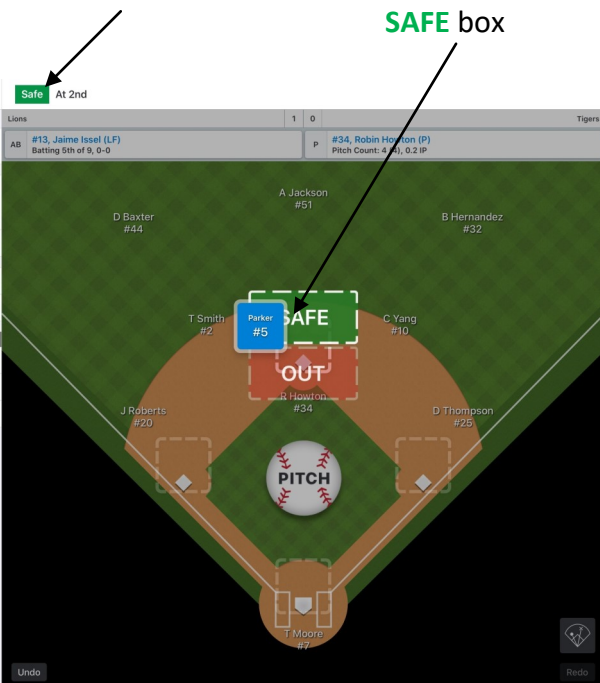 SAFE box
Safe At 2nd
Lions 1 0 Tigers
AB #13, Jaime Issel (LF)
Batting 5th of 9, 0-0
P #34, Robin Howton (P)
Pitch Count: 4 (4), 0.2 IP
A Jackson
#51
D Baxter
#44
B Hernandez
#32
T Smith
#2
Parker
#5
SAFE
C Yang
#10
OUT
R Howton
#34
J Roberts
#20
D Thompson
#25
PITCH
T Moore
#7
Undo
Redo